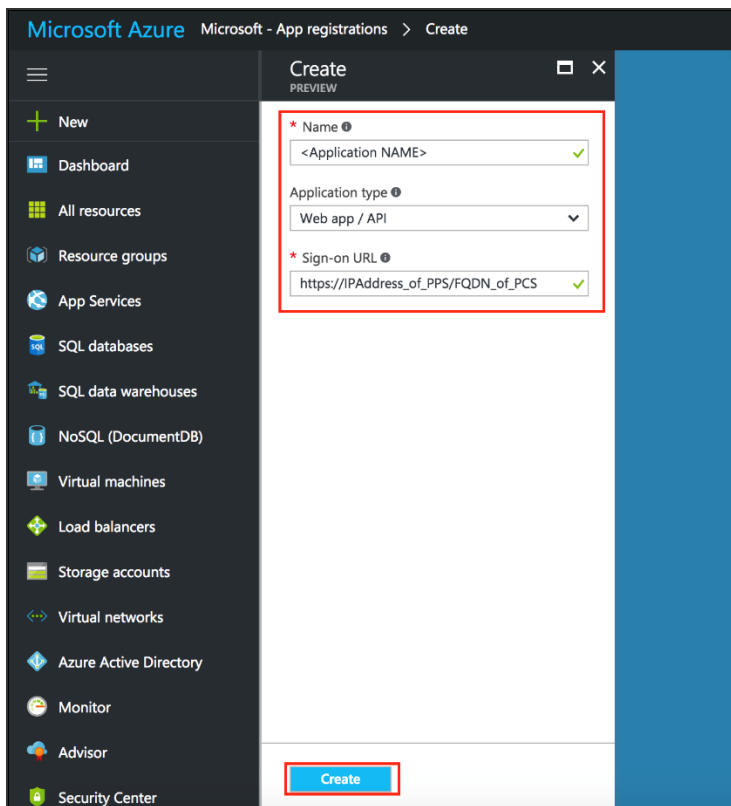 Microsoft Azure Microsoft - App registrations > Create
Create
PREVIEW
New
Dashboard
All resources
Resource groups
App Services
SQL databases
SQL data warehouses
NoSQL (DocumentDB)
Virtual machines
Load balancers
Storage accounts
Virtual networks
Azure Active Directory
Monitor
Advisor
Security Center
* Name
<Application NAME>
Application type
Web app / API
* Sign-on URL
https://IPAddress_of_PPS/FQDN_of_PCS
Create